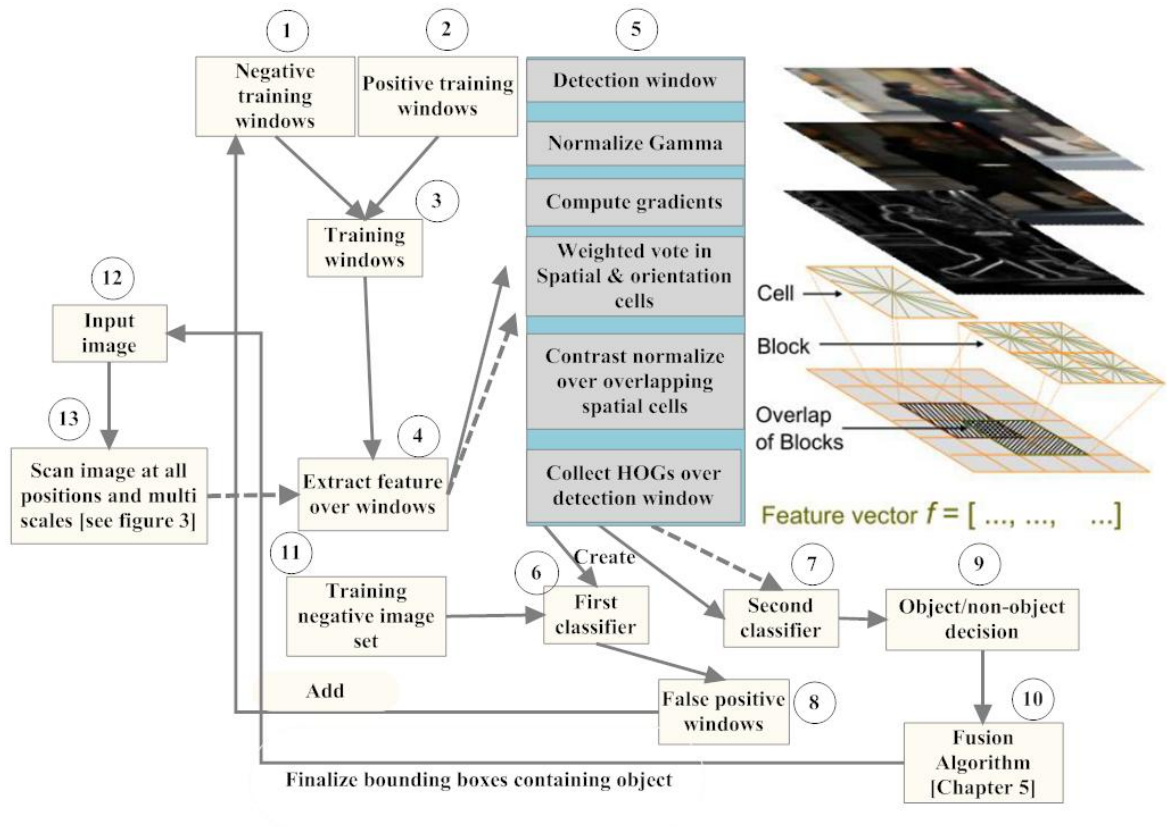 1
Negative
training
windows
2
Positive training
windows
3
Training
windows
4
Extract feature
over windows
5
Detection window
Normalize Gamma
Compute gradients
Weighted vote in
Spatial & orientation
cells
Contrast normalize
over overlapping
spatial cells
Collect HOGs over
detection window
Cell
Block
Overlap
of Blocks
Feature vector f = [ ..., ..., ...]
12
Input
image
13
Scan image at all
positions and multi
scales [see figure 3]
11
Training
negative image
set
Create
6
First
classifier
7
Second
classifier
9
Object/non-object
decision
Add
False positive
windows
8
10
Fusion
Algorithm
[Chapter 5]
Finalize bounding boxes containing object